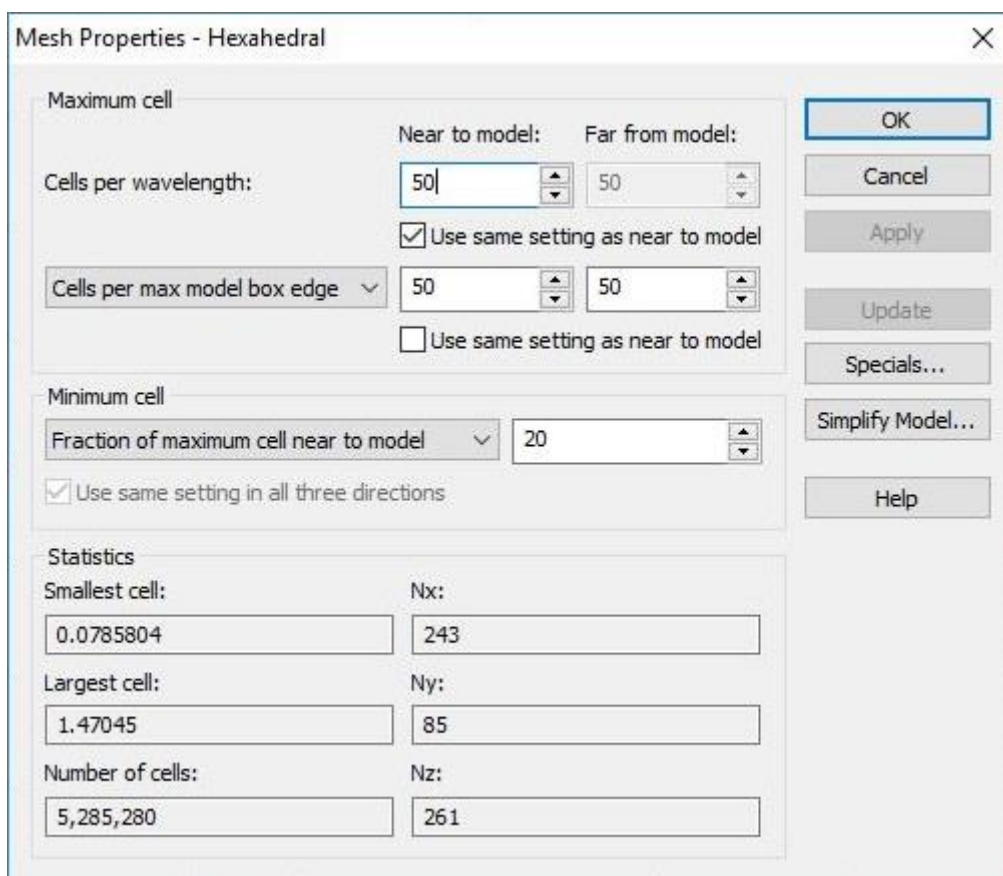 Mesh Properties - Hexahedral
Maximum cell
Near to model: Far from model:
Cells per wavelength: 50 50
Use same setting as near to model
Cells per max model box edge 50 50
Use same setting as near to model
Minimum cell
Fraction of maximum cell near to model 20
Use same setting in all three directions
Statistics
Smallest cell: Nx:
0.0785804 243
Largest cell: Ny:
1.47045 85
Number of cells: Nz:
5,285,280 261
OK
Cancel
Apply
Update
Specials...
Simplify Model...
Help